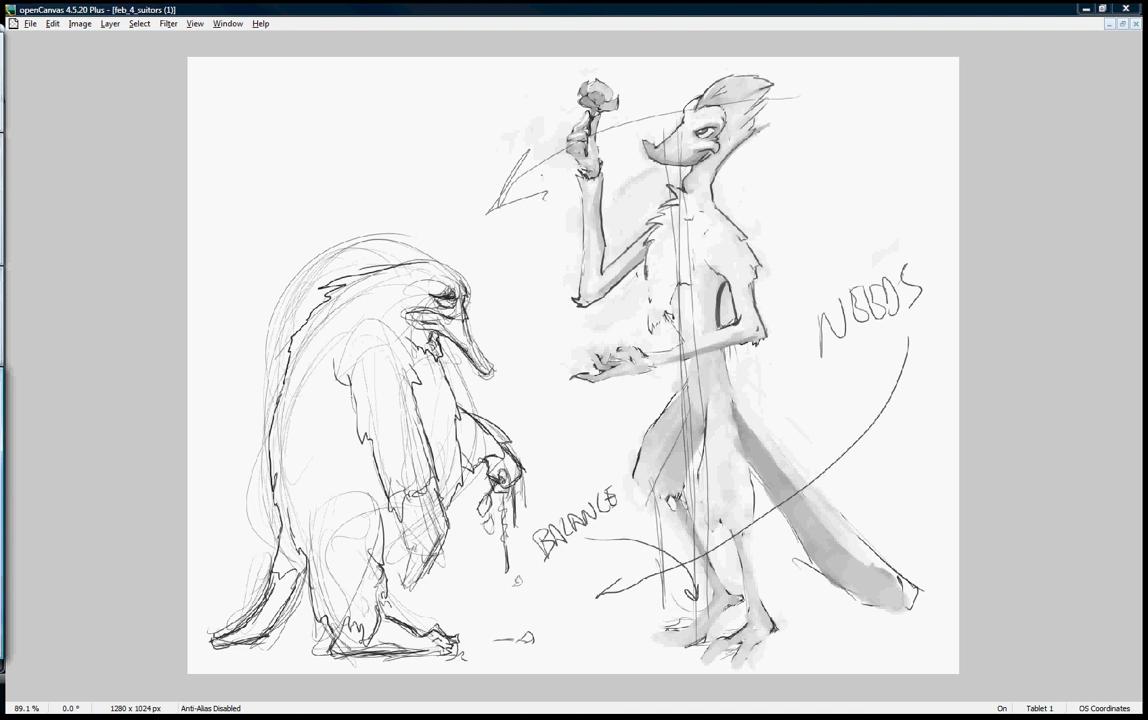 openCanvas 4.5.20 Plus - [feb_4_suitors (1)]
File Edit Image Layer Select Filter View Window Help
NEEDS
BALANCE
89.1 % 0.0 ° 1280 x 1024 px Anti-Alias Disabled On Tablet 1 OS Coordinates